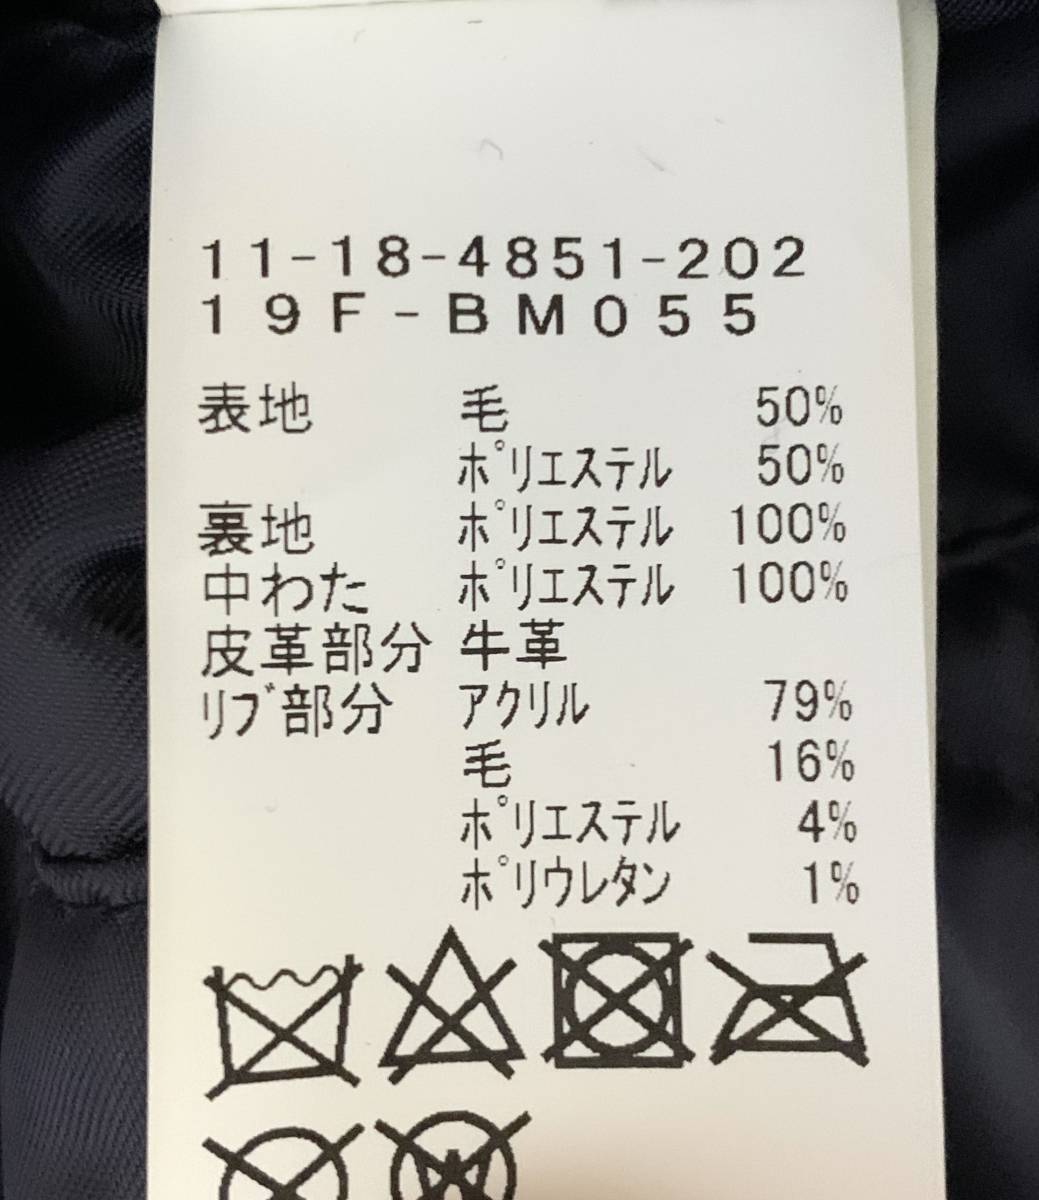 11-18-4851-202
19F-BM055
表地 毛 50%
ﾎﾟﾘｴｽﾃﾙ 50%
裏地 ﾎﾟﾘｴｽﾃﾙ 100%
中わた ﾎﾟﾘｴｽﾃﾙ 100%
皮革部分 牛革
ﾘﾌﾞ部分 ｱｸﾘﾙ 79%
毛 16%
ﾎﾟﾘｴｽﾃﾙ 4%
ﾎﾟﾘｳﾚﾀﾝ 1%
W